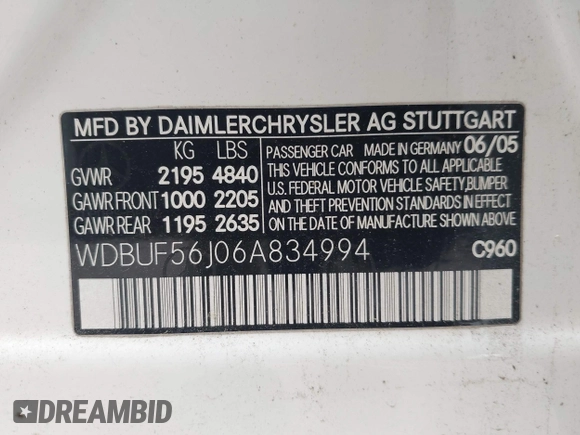 MFD BY DAIMLERCHRYSLER AG STUTTGART
KG LBS
GVWR 2195 4840
GAWR FRONT 1000 2205
GAWR REAR 1195 2635
PASSENGER CAR MADE IN GERMANY 06/05
THIS VEHICLE CONFORMS TO ALL APPLICABLE
U.S. FEDERAL MOTOR VEHICLE SAFETY, BUMPER
AND THEFT PREVENTION STANDARDS IN EFFECT
ON THE DATE OF MANUFACTURE SHOWN ABOVE.
WDBUF56J06A834994 C960
DREAMBID